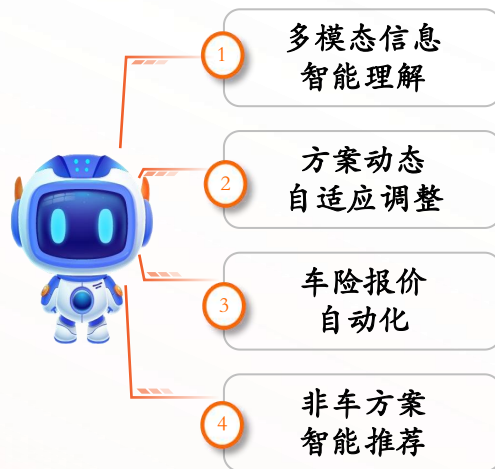 1
多模态信息
智能理解
2
方案动态
自适应调整
3
车险报价
自动化
4
非车方案
智能推荐